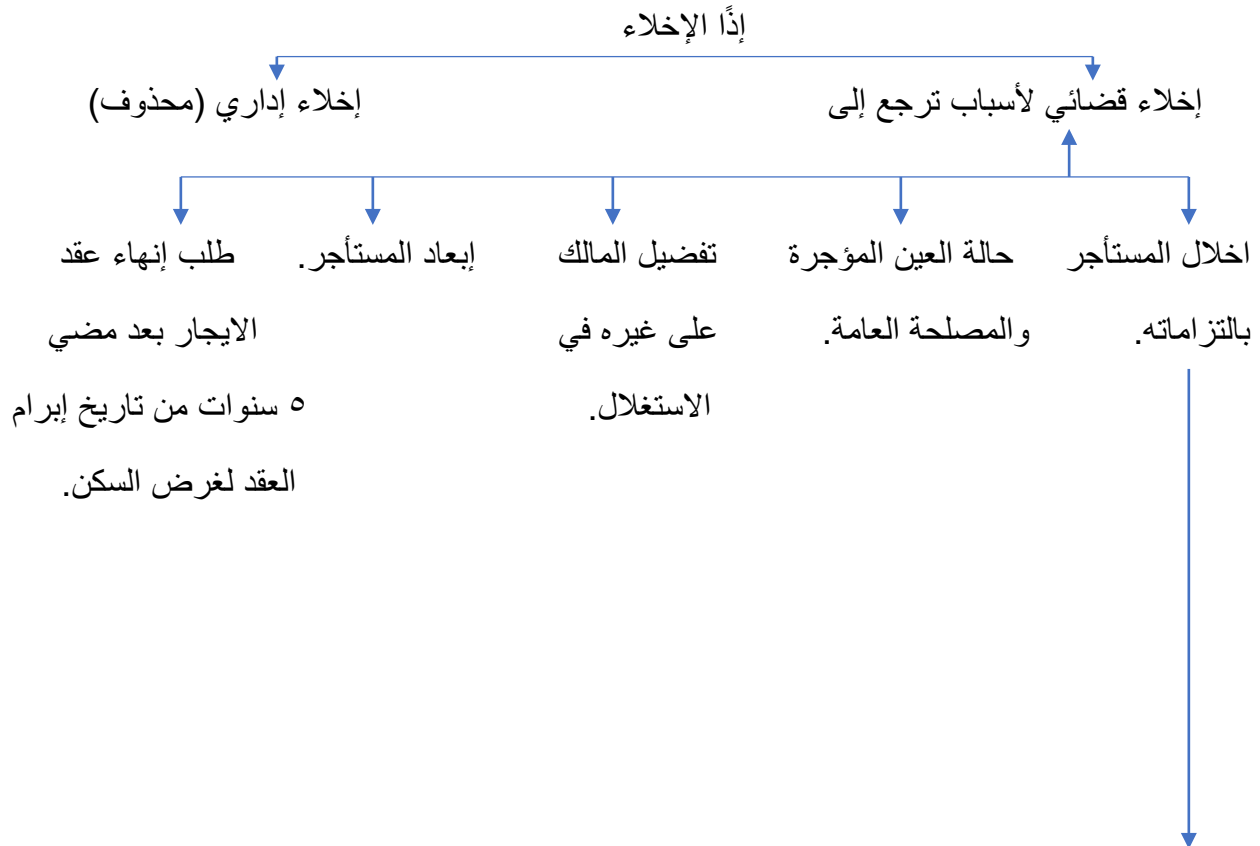 إذًا الإخلاء
إخلاء قضائي لأسباب ترجع إلى
إخلاء إداري (محذوف)
اخلال المستأجر
بالتزاماته.
حالة العين المؤجرة
والمصلحة العامة.
تفضيل المالك
على غيره في
الاستغلال.
إبعاد المستأجر.
طلب إنهاء عقد
الايجار بعد مضي
٥ سنوات من تاريخ إبرام
العقد لغرض السكن.